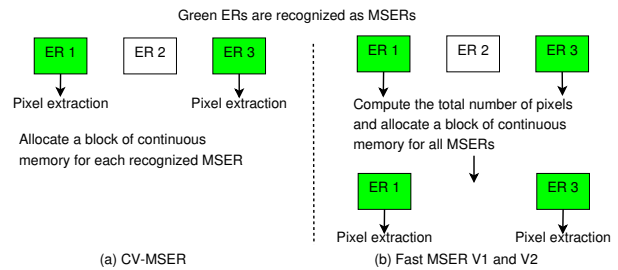 Green ERs are recognized as MSERs
ER 1
ER 2
ER 3
Pixel extraction
Pixel extraction
Allocate a block of continuous
memory for each recognized MSER
(a) CV-MSER
ER 1
ER 2
ER 3
Compute the total number of pixels
and allocate a block of continuous
memory for all MSERs
ER 1
ER 3
Pixel extraction
Pixel extraction
(b) Fast MSER V1 and V2